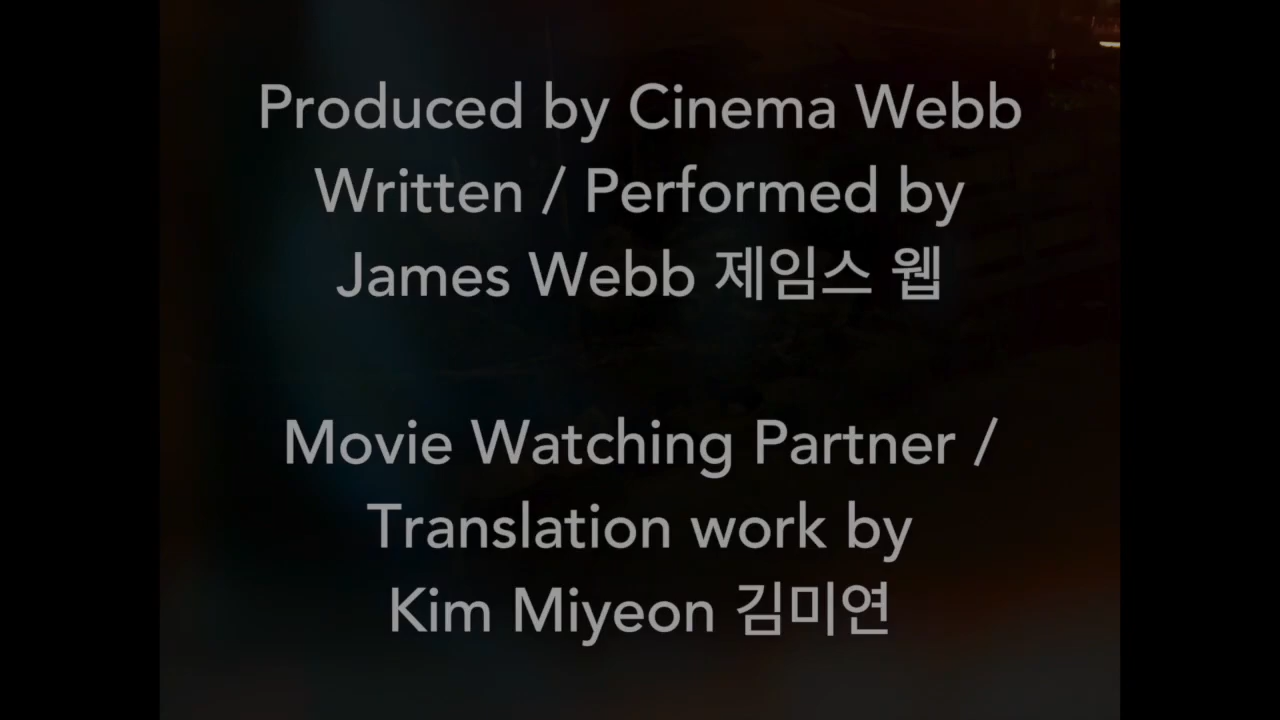 Produced by Cinema Webb
Written / Performed by
James Webb 제임스 웹
Movie Watching Partner /
Translation work by
Kim Miyeon 김미연